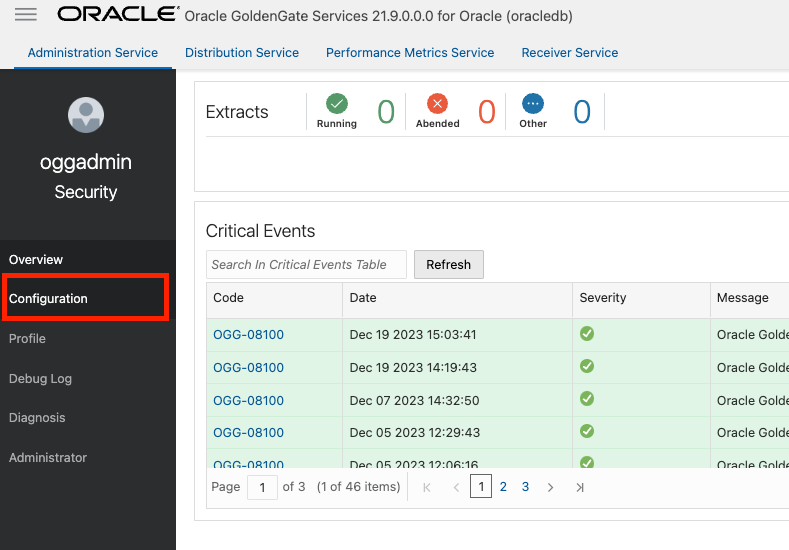 ORACLE® Oracle GoldenGate Services 21.9.0.0.0 for Oracle (oracledb)
Administration Service Distribution Service Performance Metrics Service Receiver Service
oggadmin
Security
Overview
Configuration
Profile
Debug Log
Diagnosis
Administrator
Extracts Running 0 Abended 0 Other 0
Critical Events
Search In Critical Events Table Refresh
Code Date Severity Message
OGG-08100 Dec 19 2023 15:03:41 Oracle Golde
OGG-08100 Dec 19 2023 14:19:43 Oracle Golde
OGG-08100 Dec 07 2023 14:32:50 Oracle Golde
OGG-08100 Dec 05 2023 12:29:43 Oracle Golde
OGG-08100 Dec 05 2023 12:06:16 Oracle Golde
Page 1 of 3 (1 of 46 items) 1 2 3